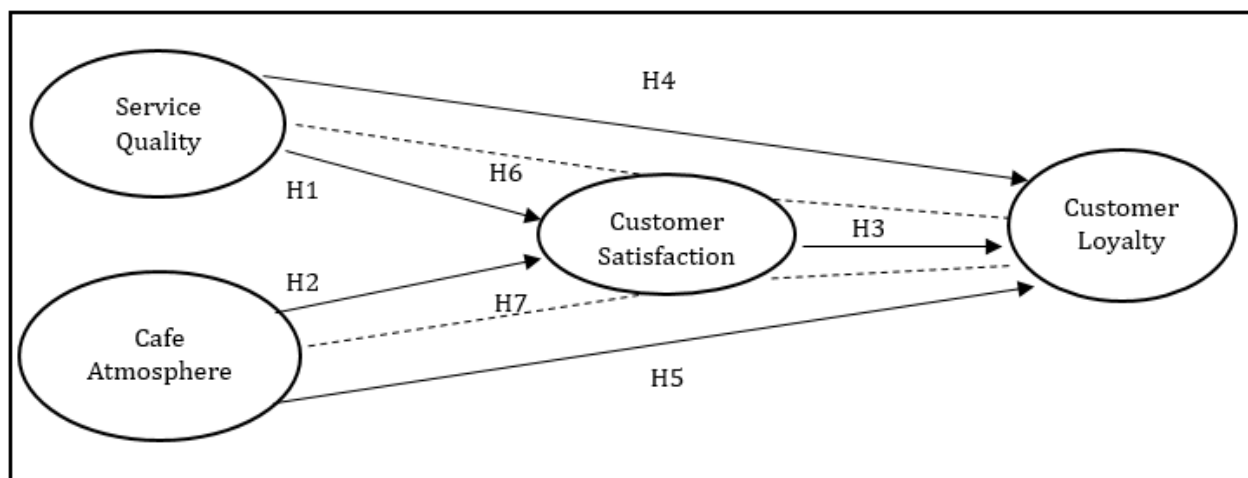 Service
Quality
H4
H6
H1
Customer
Satisfaction
H3
Customer
Loyalty
H2
H7
Cafe
Atmosphere
H5